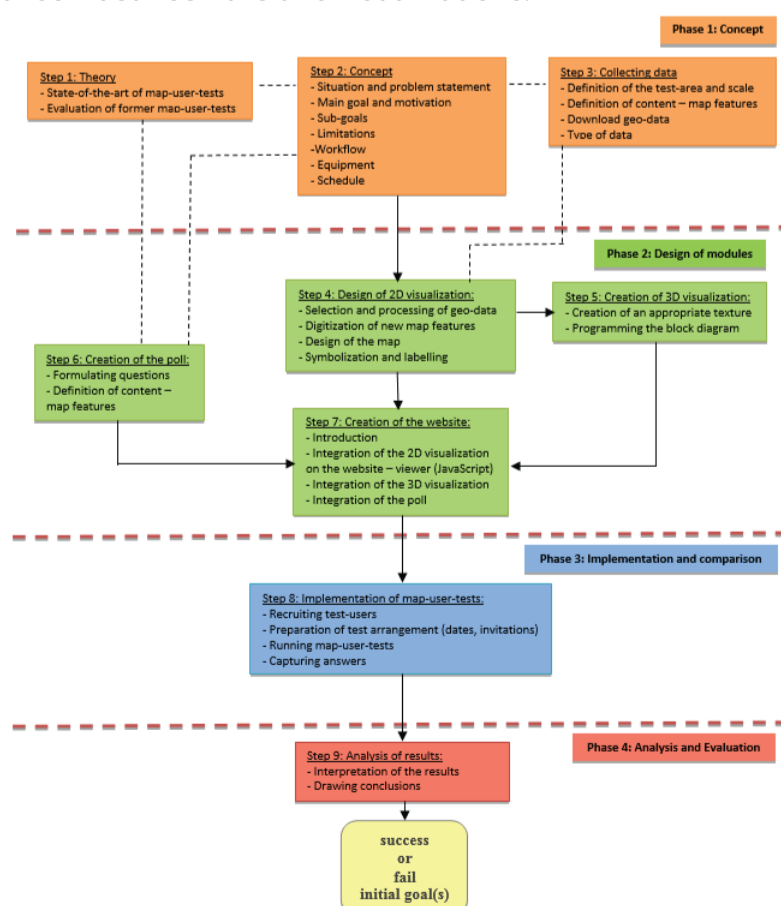 Phase 1: Concept
Step 1: Theory
- State-of-the-art of map-user-tests
- Evaluation of former map-user-tests
Step 2: Concept
- Situation and problem statement
- Main goal and motivation
- Sub-goals
- Limitations
-Workflow
- Equipment
- Schedule
Step 3: Collecting data
- Definition of the test-area and scale
- Definition of content – map features
- Download geo-data
- Type of data
Phase 2: Design of modules
Step 4: Design of 2D visualization:
- Selection and processing of geo-data
- Digitization of new map features
- Design of the map
- Symbolization and labelling
Step 5: Creation of 3D visualization:
- Creation of an appropriate texture
- Programming the block diagram
Step 6: Creation of the poll:
- Formulating questions
- Definition of content –
map features
Step 7: Creation of the website:
- Introduction
- Integration of the 2D visualization
on the website – viewer (JavaScript)
- Integration of the 3D visualization
- Integration of the poll
Phase 3: Implementation and comparison
Step 8: Implementation of map-user-tests:
- Recruiting test-users
- Preparation of test arrangement (dates, invitations)
- Running map-user-tests
- Capturing answers
Phase 4: Analysis and Evaluation
Step 9: Analysis of results:
- Interpretation of the results
- Drawing conclusions
success
or
fail
initial goal(s)